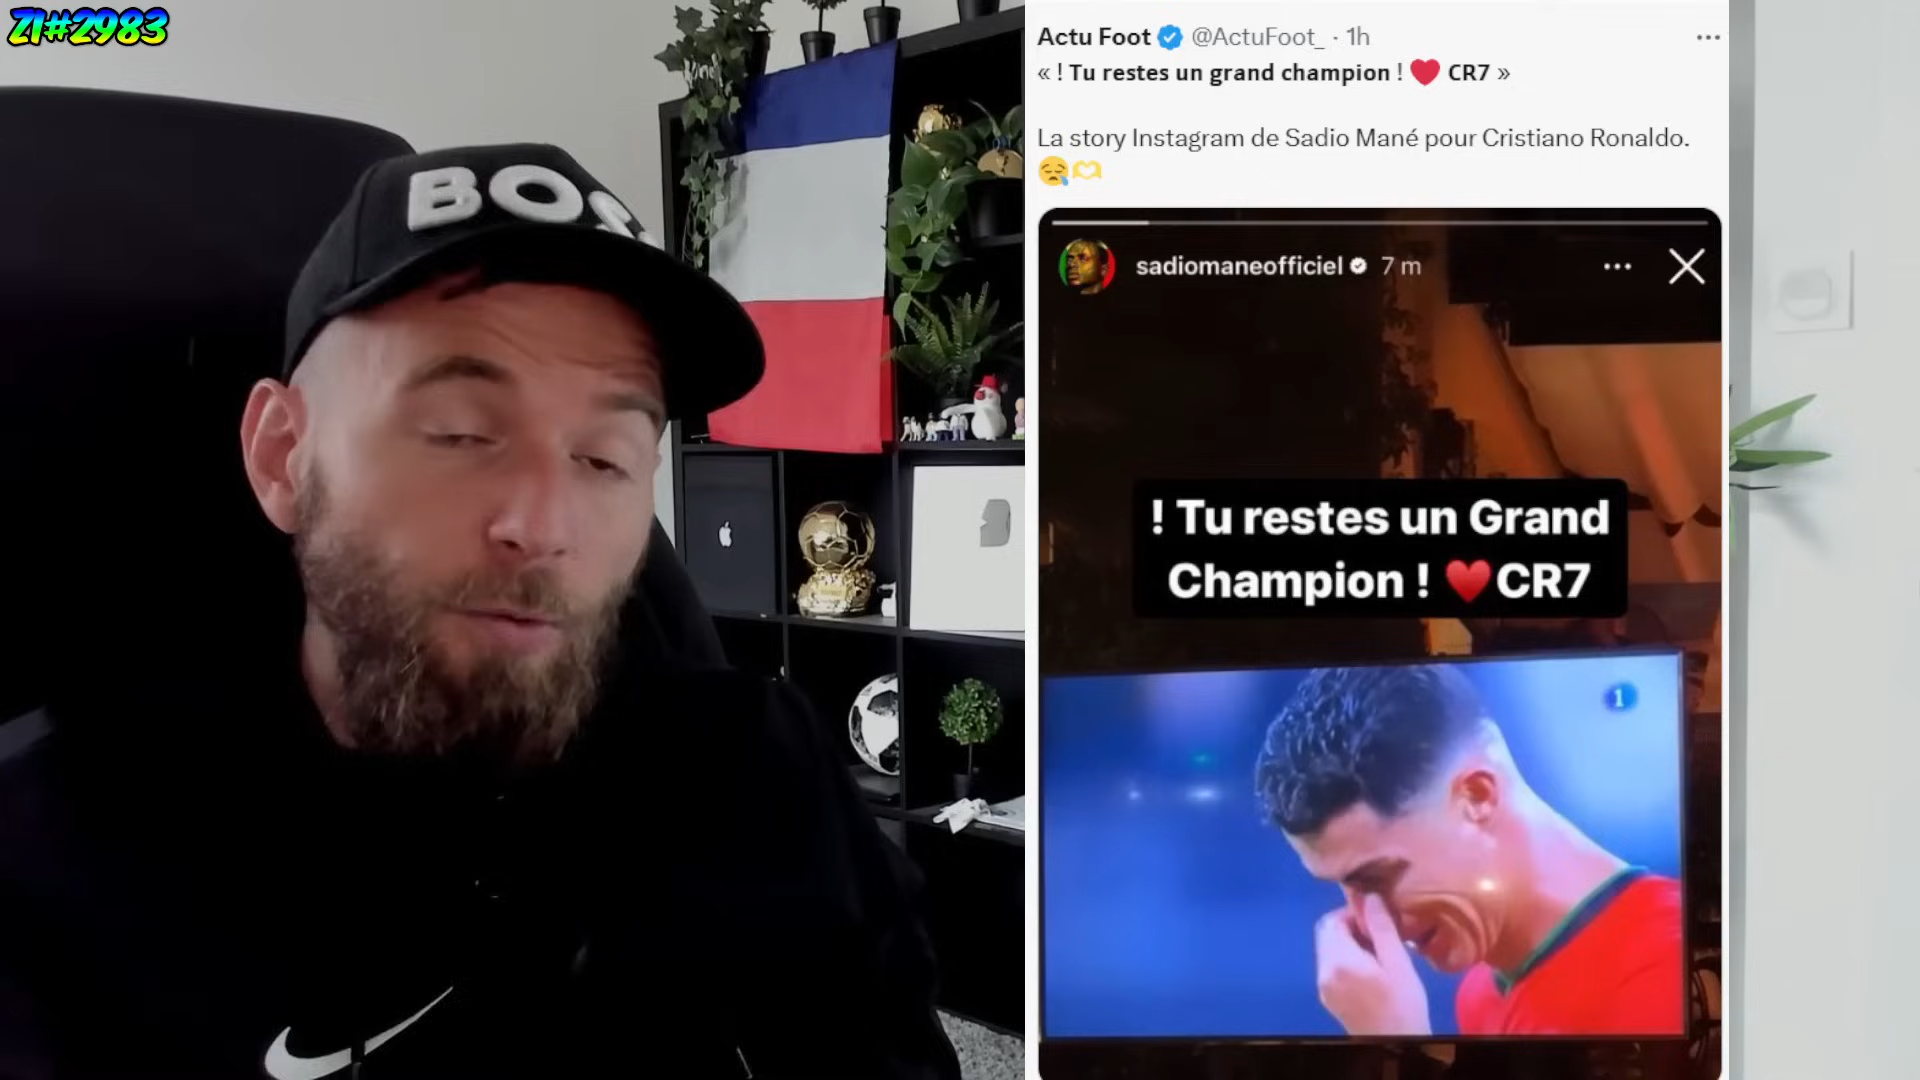 ZI#2983
BOS
Actu Foot @ActuFoot_ · 1h
« ! Tu restes un grand champion ! ❤️ CR7 »
La story Instagram de Sadio Mané pour Cristiano Ronaldo.
😪🫶
sadiomaneofficiel 7 m
! Tu restes un Grand
Champion ! ❤️CR7
1